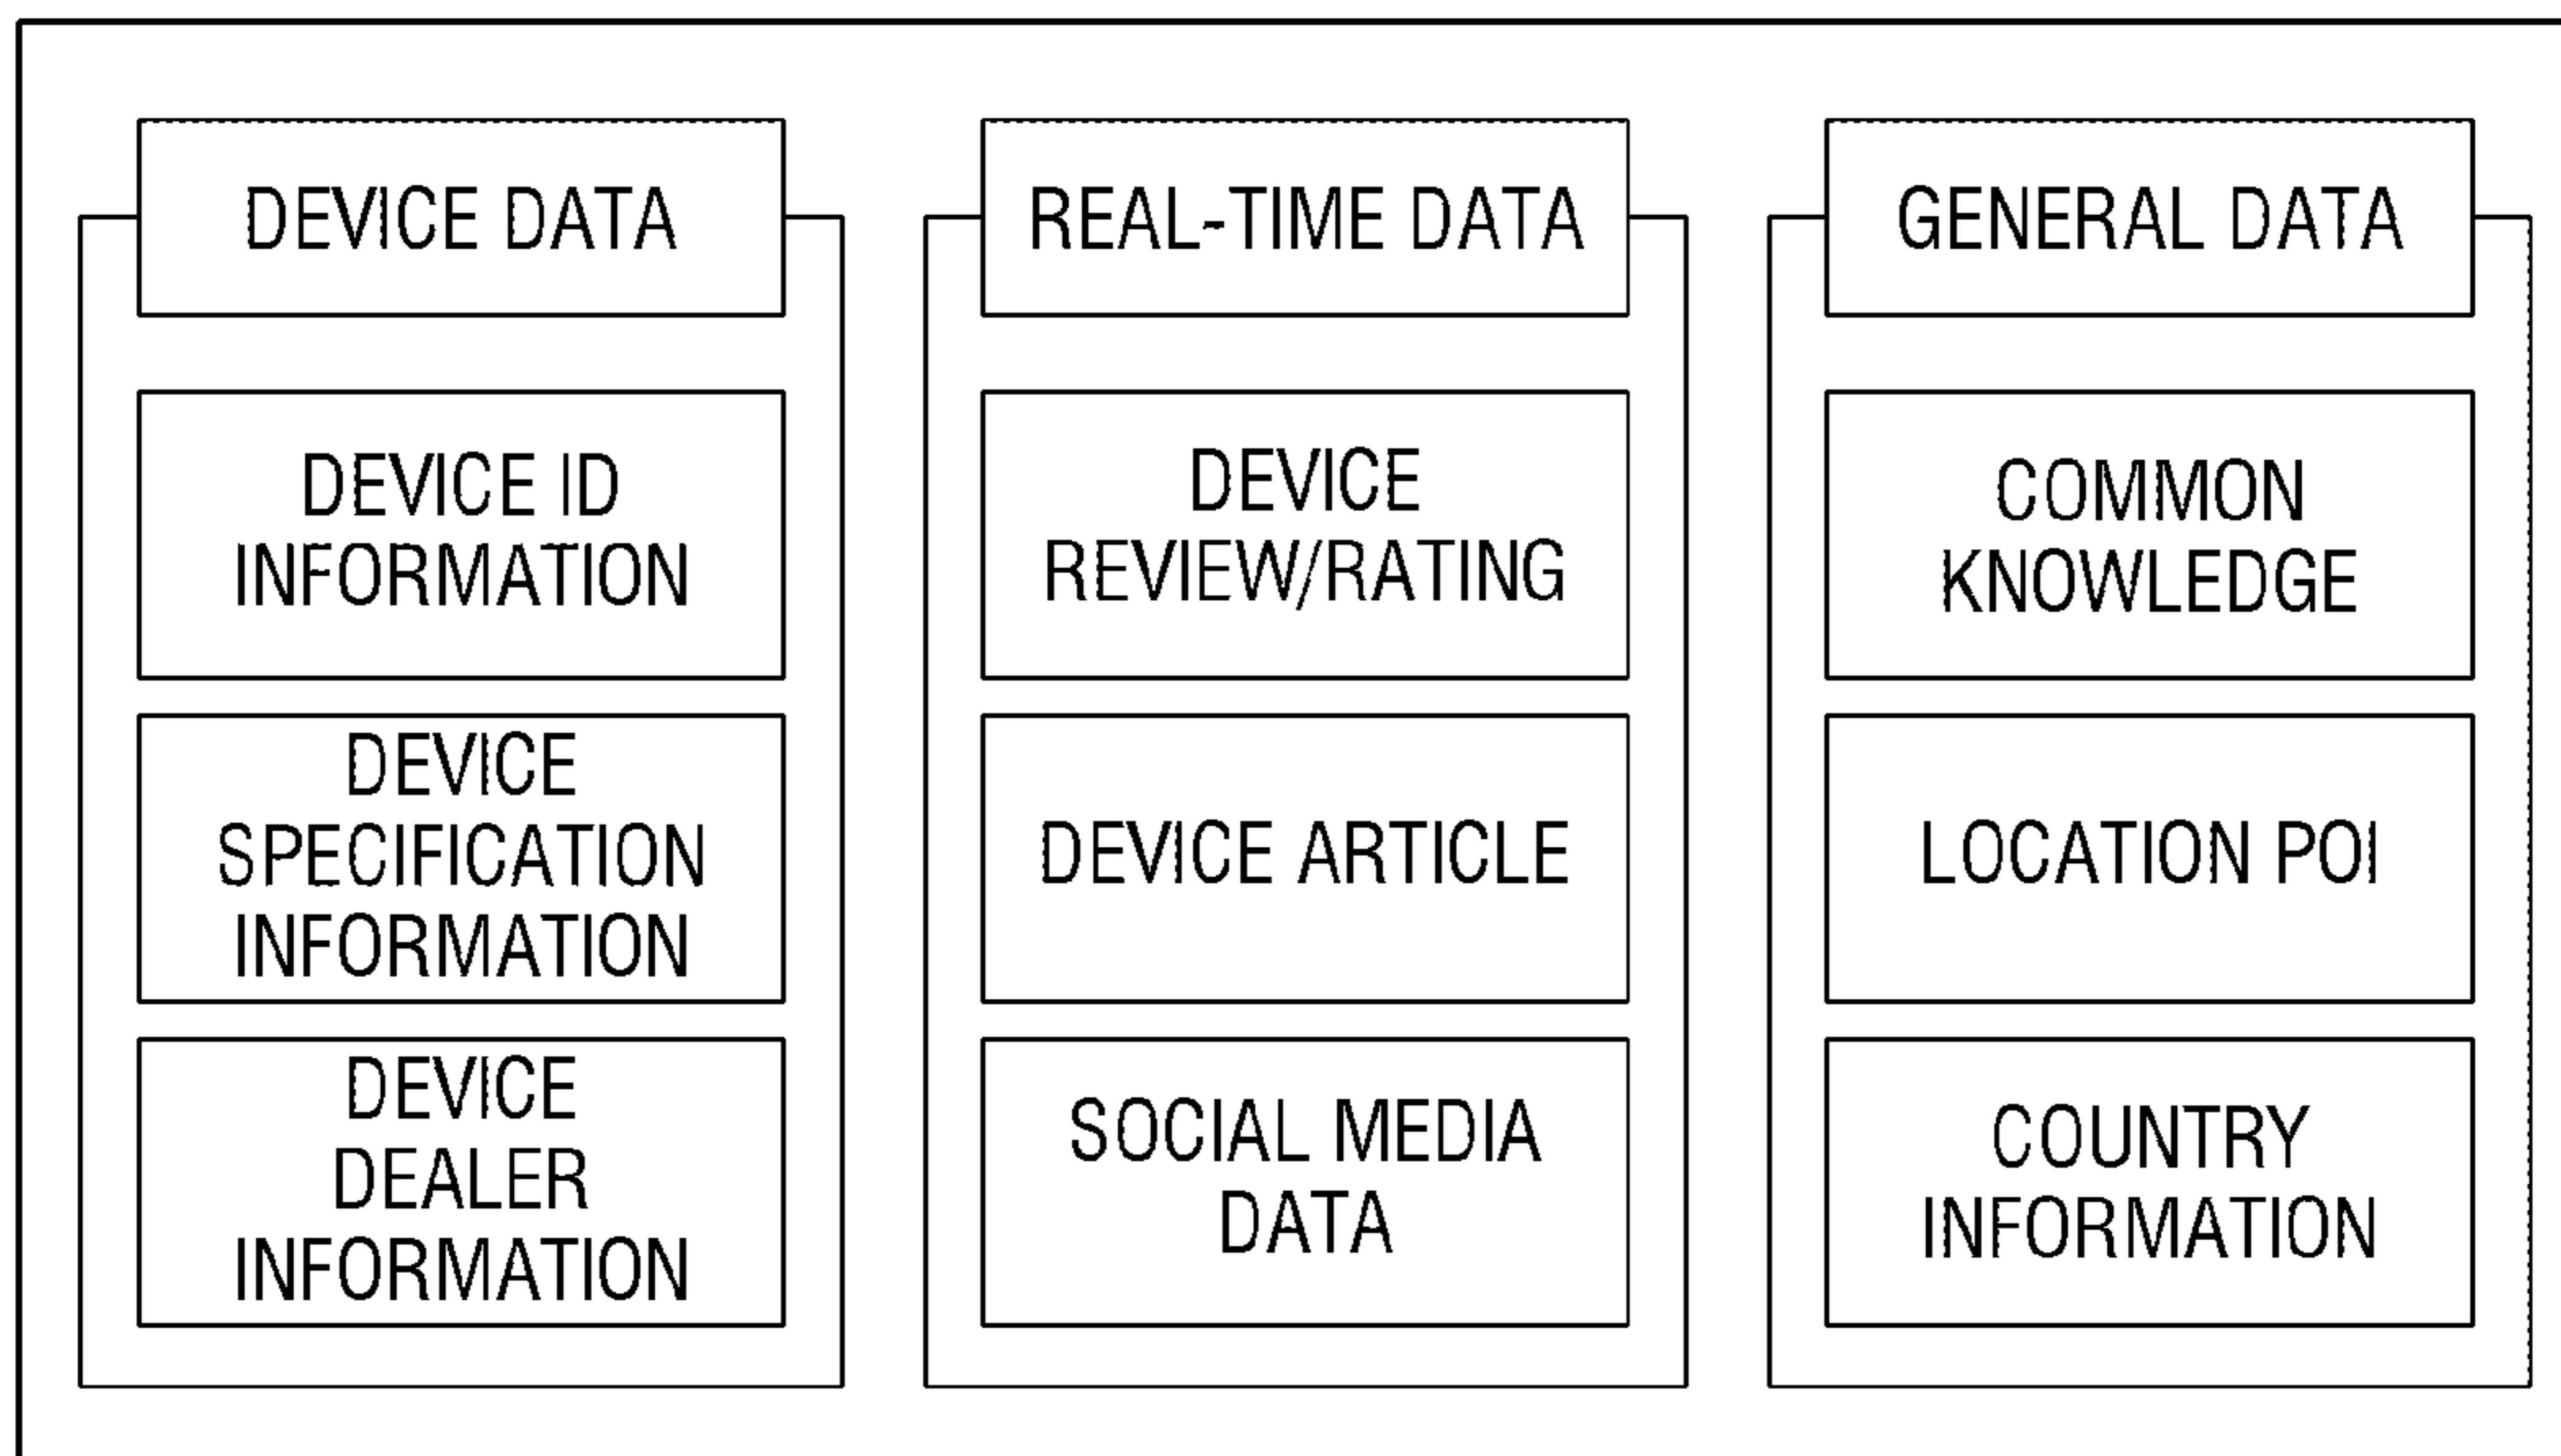 DEVICE DATA
DEVICE ID
INFORMATION
DEVICE
SPECIFICATION
INFORMATION
DEVICE
DEALER
INFORMATION
REAL-TIME DATA
DEVICE
REVIEW/RATING
DEVICE ARTICLE
SOCIAL MEDIA
DATA
GENERAL DATA
COMMON
KNOWLEDGE
LOCATION POI
COUNTRY
INFORMATION